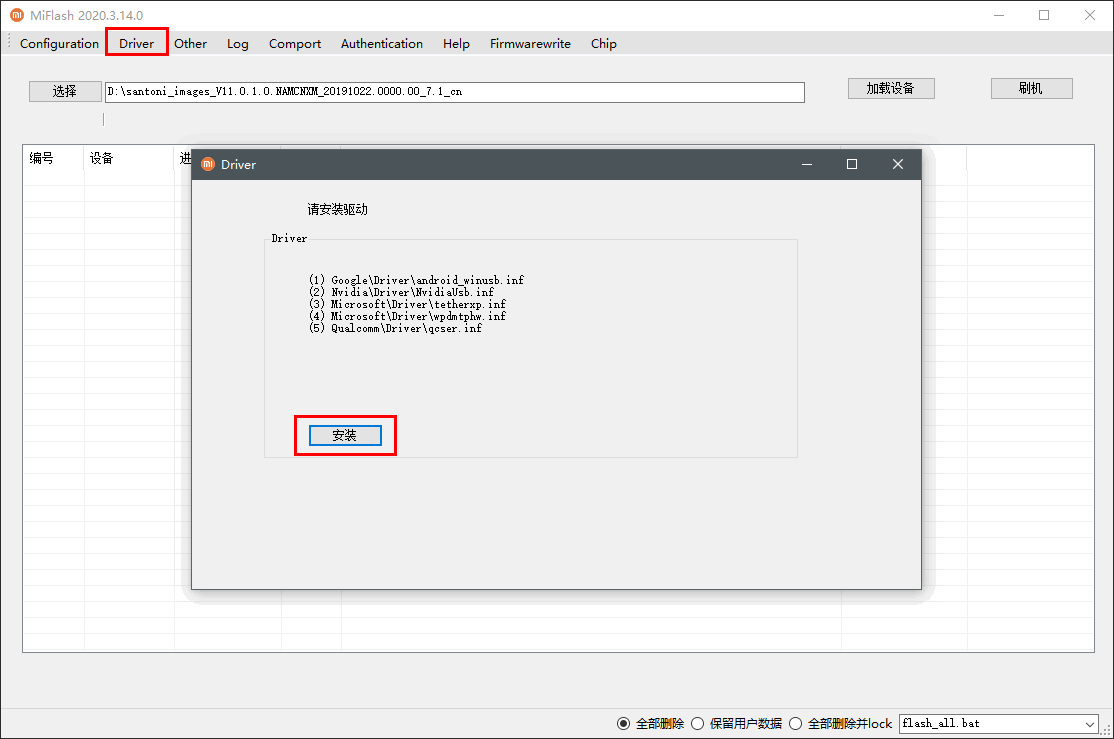 MiFlash 2020.3.14.0
Configuration Driver Other Log Comport Authentication Help Firmwarewrite Chip
选择 D:\santoni_images_V11.0.1.0.NAMCNXM_20191022.0000.00_7.1_cn 加载设备 刷机
编号 设备 进
Driver
请安装驱动
Driver
(1) Google\Driver\android_winusb.inf
(2) Nvidia\Driver\NvidiaUsb.inf
(3) Microsoft\Driver\tetherxp.inf
(4) Microsoft\Driver\wpdmtphw.inf
(5) Qualcomm\Driver\qcser.inf
安装
全部删除 保留用户数据 全部删除并lock flash_all.bat